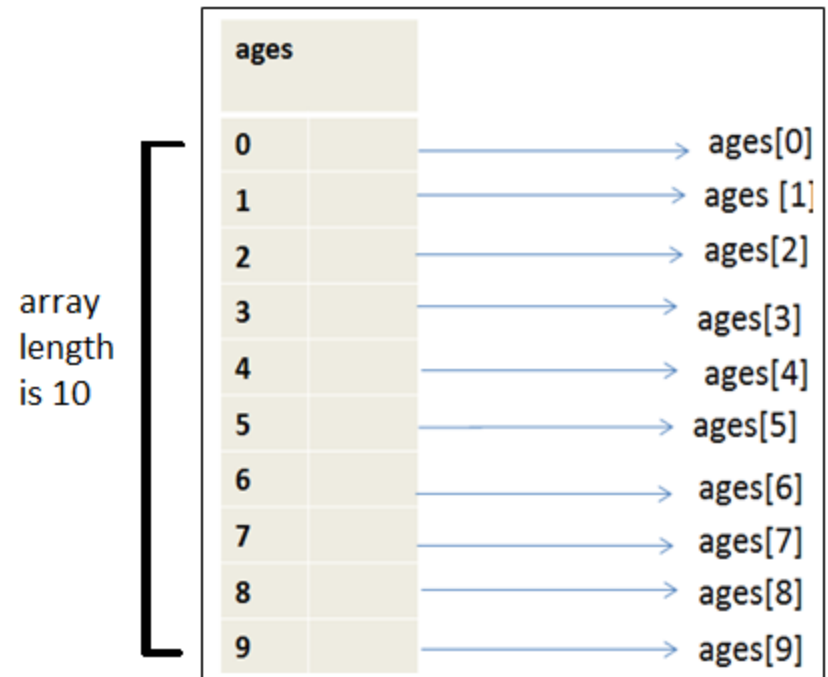 ages
0 ages[0]
1 ages [1]
2 ages[2]
3 ages[3]
4 ages[4]
5 ages[5]
6 ages[6]
7 ages[7]
8 ages[8]
9 ages[9]
array
length
is 10